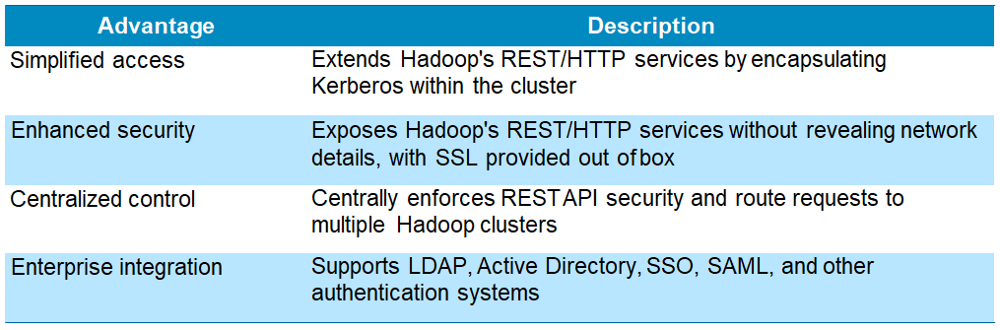 Advantage Description
Simplified access Extends Hadoop's REST/HTTP services by encapsulating
Kerberos within the cluster
Enhanced security Exposes Hadoop's REST/HTTP services without revealing network
details, with SSL provided out of box
Centralized control Centrally enforces REST API security and route requests to
multiple Hadoop clusters
Enterprise integration Supports LDAP, Active Directory, SSO, SAML, and other
authentication systems